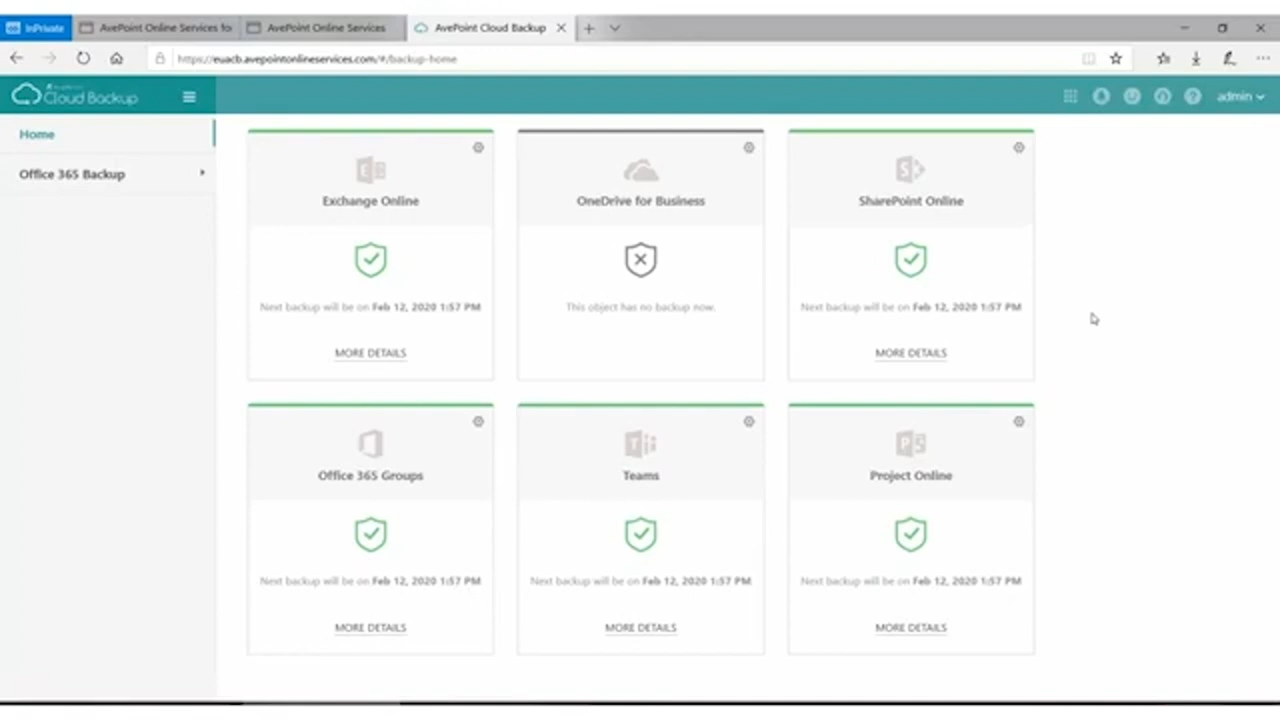 InPrivate
AvePoint Online Services fo
AvePoint Online Services
AvePoint Cloud Backup
https://euacb.avepointonlineservices.com/#/backup-home
Cloud Backup
admin
Home
Office 365 Backup
Exchange Online
OneDrive for Business
SharePoint Online
Next backup will be on Feb 12, 2020 1:57 PM
This object has no backup now.
Next backup will be on Feb 12, 2020 1:57 PM
MORE DETAILS
MORE DETAILS
Office 365 Groups
Teams
Project Online
Next backup will be on Feb 12, 2020 1:57 PM
Next backup will be on Feb 12, 2020 1:57 PM
Next backup will be on Feb 12, 2020 1:57 PM
MORE DETAILS
MORE DETAILS
MORE DETAILS